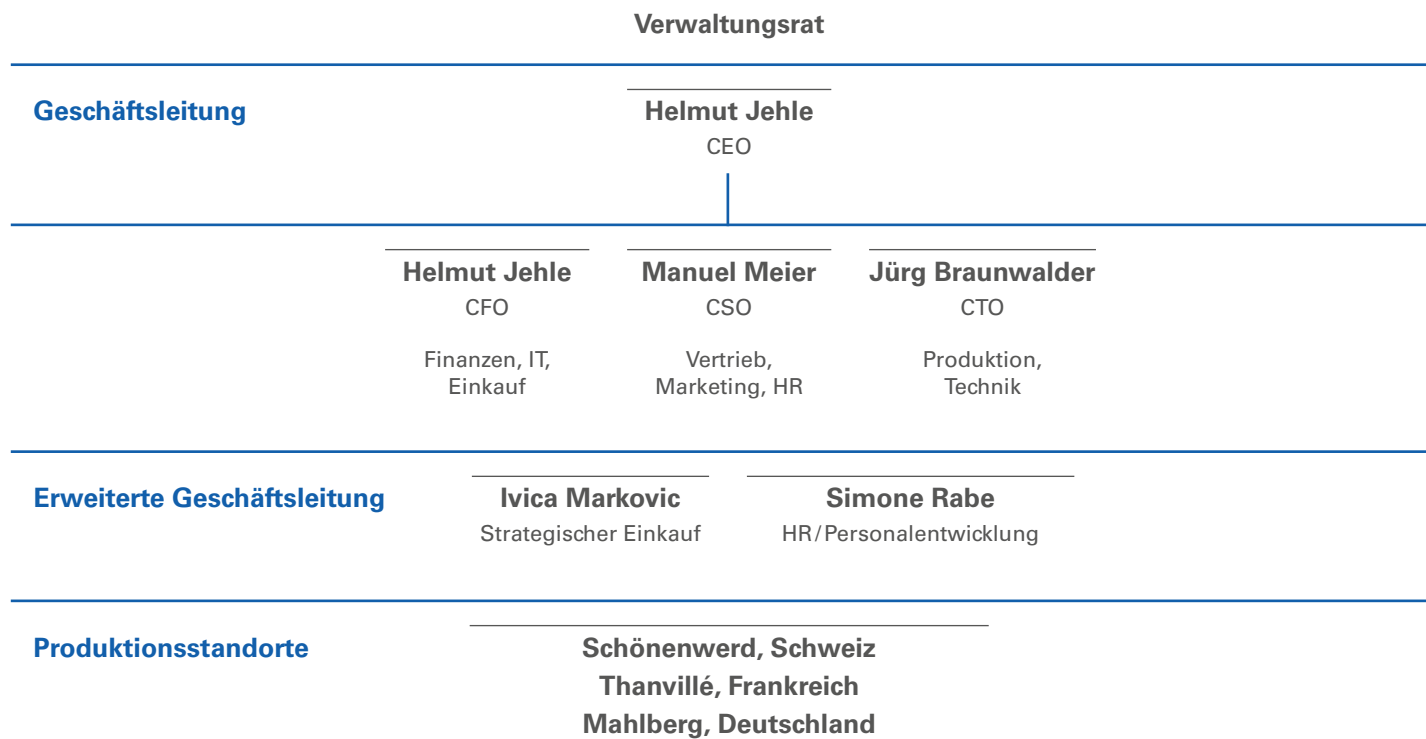 Verwaltungsrat
Geschäftsleitung
Helmut Jehle
CEO
Helmut Jehle
CFO
Finanzen, IT,
Einkauf
Manuel Meier
CSO
Vertrieb,
Marketing, HR
Jürg Braunwalder
CTO
Produktion,
Technik
Erweiterte Geschäftsleitung
Ivica Markovic
Strategischer Einkauf
Simone Rabe
HR/Personalentwicklung
Produktionsstandorte
Schönenwerd, Schweiz
Thanvillé, Frankreich
Mahlberg, Deutschland